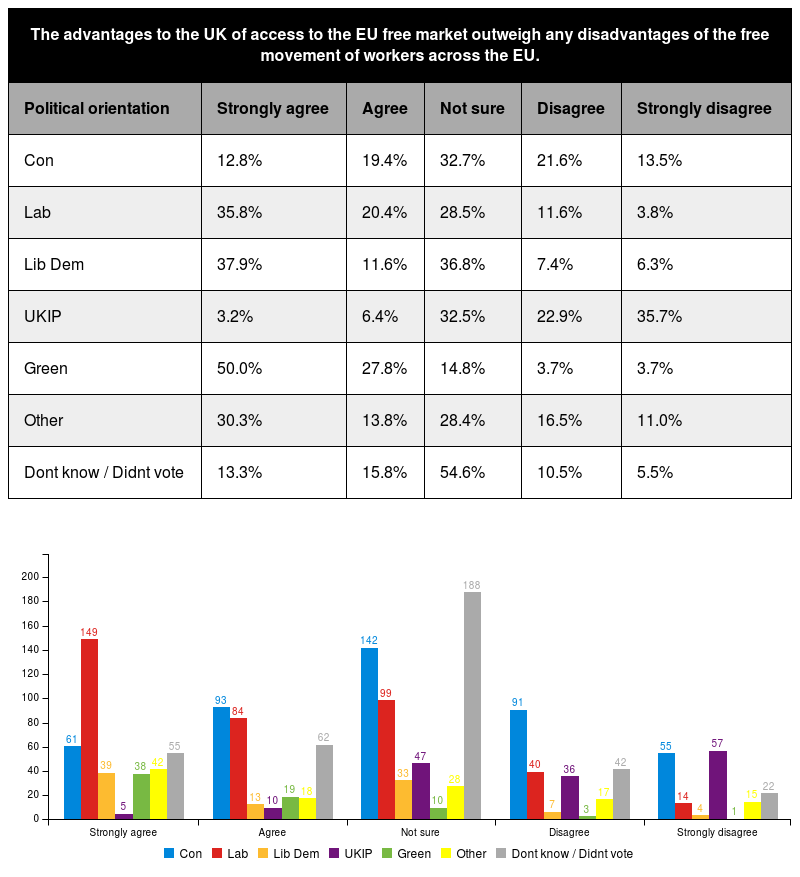 The advantages to the UK of access to the EU free market outweigh any disadvantages of the free
movement of workers across the EU.
Political orientation Strongly agree Agree Not sure Disagree Strongly disagree
Con 12.8% 19.4% 32.7% 21.6% 13.5%
Lab 35.8% 20.4% 28.5% 11.6% 3.8%
Lib Dem 37.9% 11.6% 36.8% 7.4% 6.3%
UKIP 3.2% 6.4% 32.5% 22.9% 35.7%
Green 50.0% 27.8% 14.8% 3.7% 3.7%
Other 30.3% 13.8% 28.4% 16.5% 11.0%
Dont know / Didnt vote 13.3% 15.8% 54.6% 10.5% 5.5%
200
180
160
140
120
100
80
60
40
20
0
61 149 39 5 38 42 55
93 84 13 10 19 18 62
142 99 33 47 10 28 188
91 40 7 36 3 17 42
55 14 4 57 1 15 22
Strongly agree Agree Not sure Disagree Strongly disagree
Con Lab Lib Dem UKIP Green Other Dont know / Didnt vote